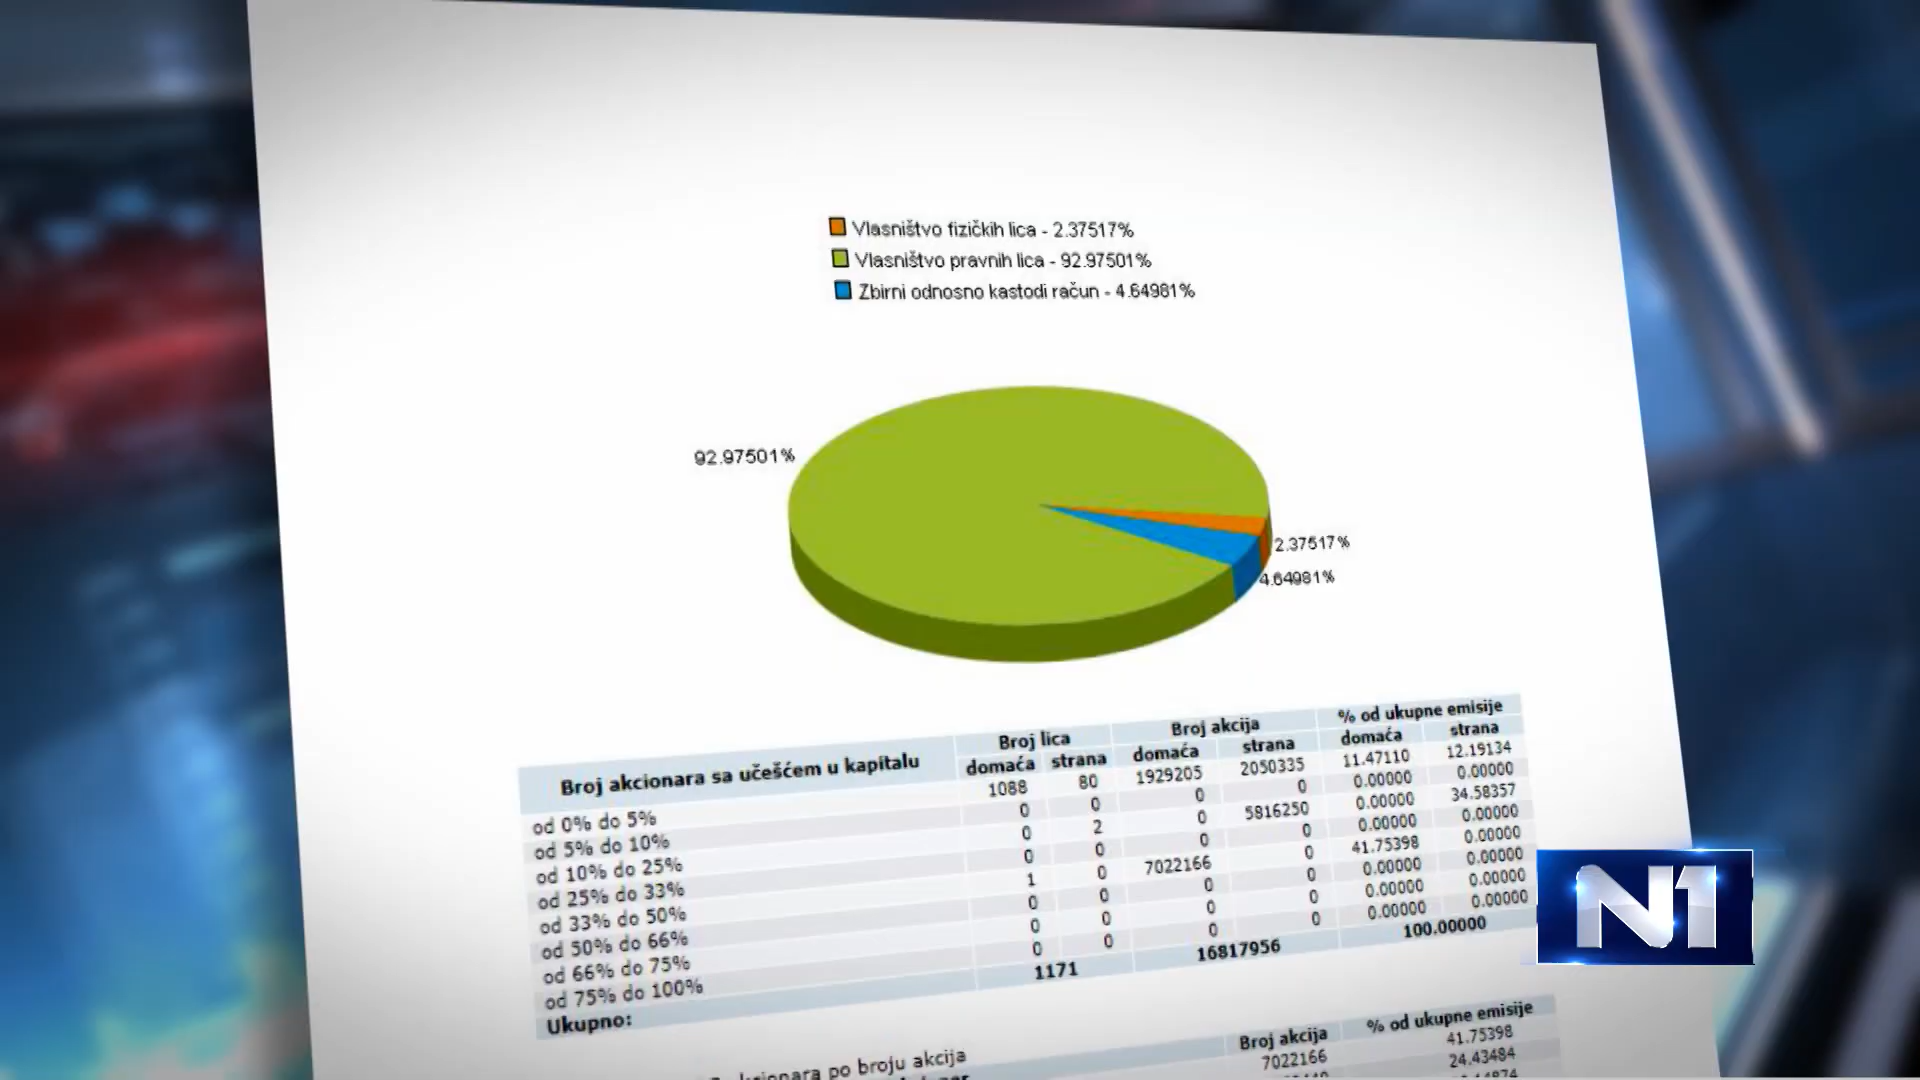 Vlasništvo fizičkih lica - 2.37517%
Vlasništvo pravnih lica - 92.97501%
Zbirni odnosno kastodi račun - 4.64981%
92.97501%
2.37517%
4.64981%
Broj akcionara sa učešćem u kapitalu Broj lica Broj akcija % od ukupne emisije
domaća strana domaća strana domaća strana
od 0% do 5% 1088 80 1929205 2050335 11.47110 12.19134
od 5% do 10% 0 0 0 0 0.00000 0.00000
od 10% do 25% 0 2 0 5816250 0.00000 34.58357
od 25% do 33% 0 0 0 0 0.00000 0.00000
od 33% do 50% 1 0 7022166 0 41.75398 0.00000
od 50% do 66% 0 0 0 0 0.00000 0.00000
od 66% do 75% 0 0 0 0 0.00000 0.00000
od 75% do 100% 0 0 0 0 0.00000 0.00000
Ukupno: 1171 16817956 100.00000
po broju akcija Broj akcija % od ukupne emisije
7022166 41.75398
24.43484
N1